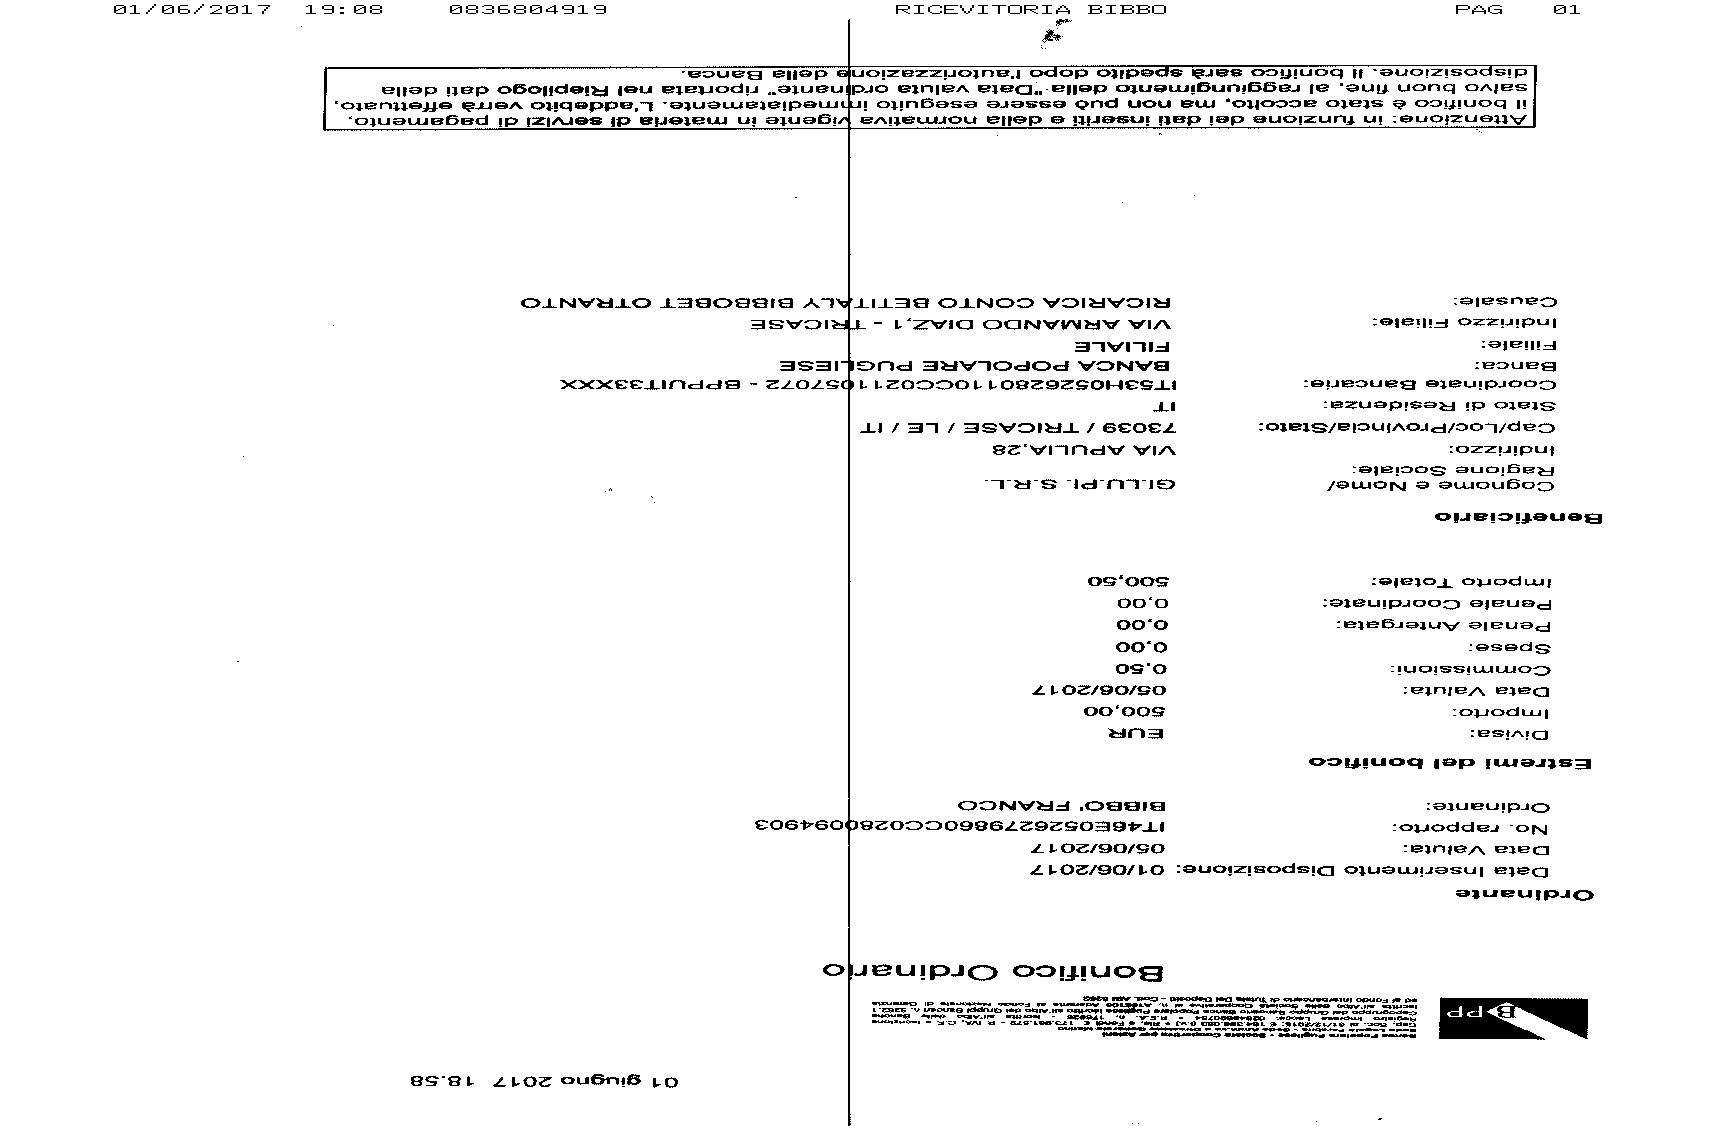 01/06/2017 19:08 0836804919 RICEVITORIA BIBBO PAG 01
01 giugno 2017 18.58
BPP
Banca Popolare Pugliese - Società Cooperativa per Azioni
Bonifico Ordinario
Ordinante
Data Inserimento Disposizione: 01/06/2017
Data Valuta: 05/06/2017
No. rapporto: IT46E0526279860CC0280094903
Ordinante: BIBBO' FRANCO
Estremi del bonifico
Divisa: EUR
Importo: 500,00
Data Valuta: 05/06/2017
Commissioni: 0,50
Spese: 0,00
Penale Antergata: 0,00
Penale Coordinate: 0,00
Importo Totale: 500,50
Beneficiario
Cognome e Nome/ GI.LU.PI. S.R.L.
Ragione Sociale:
Indirizzo: VIA APULIA,28
Cap/Loc/Provincia/Stato: 73039 / TRICASE / LE / IT
Stato di Residenza: IT
Coordinate Bancarie: IT53H0526280110CC0211057072 - BPPUIT33XXX
Banca: BANCA POPOLARE PUGLIESE
Filiale: FILIALE
Indirizzo Filiale: VIA ARMANDO DIAZ,1 - TRICASE
Causale: RICARICA CONTO BETITALY BIBBOBET OTRANTO
Attenzione: in funzione dei dati inseriti e della normativa vigente in materia di servizi di pagamento,
il bonifico è stato accolto, ma non può essere eseguito immediatamente. L'addebito verrà effettuato,
salvo buon fine, al raggiungimento della "Data valuta ordinante" riportata nel Riepilogo dati della
disposizione. Il bonifico sarà spedito dopo l'autorizzazione della Banca.